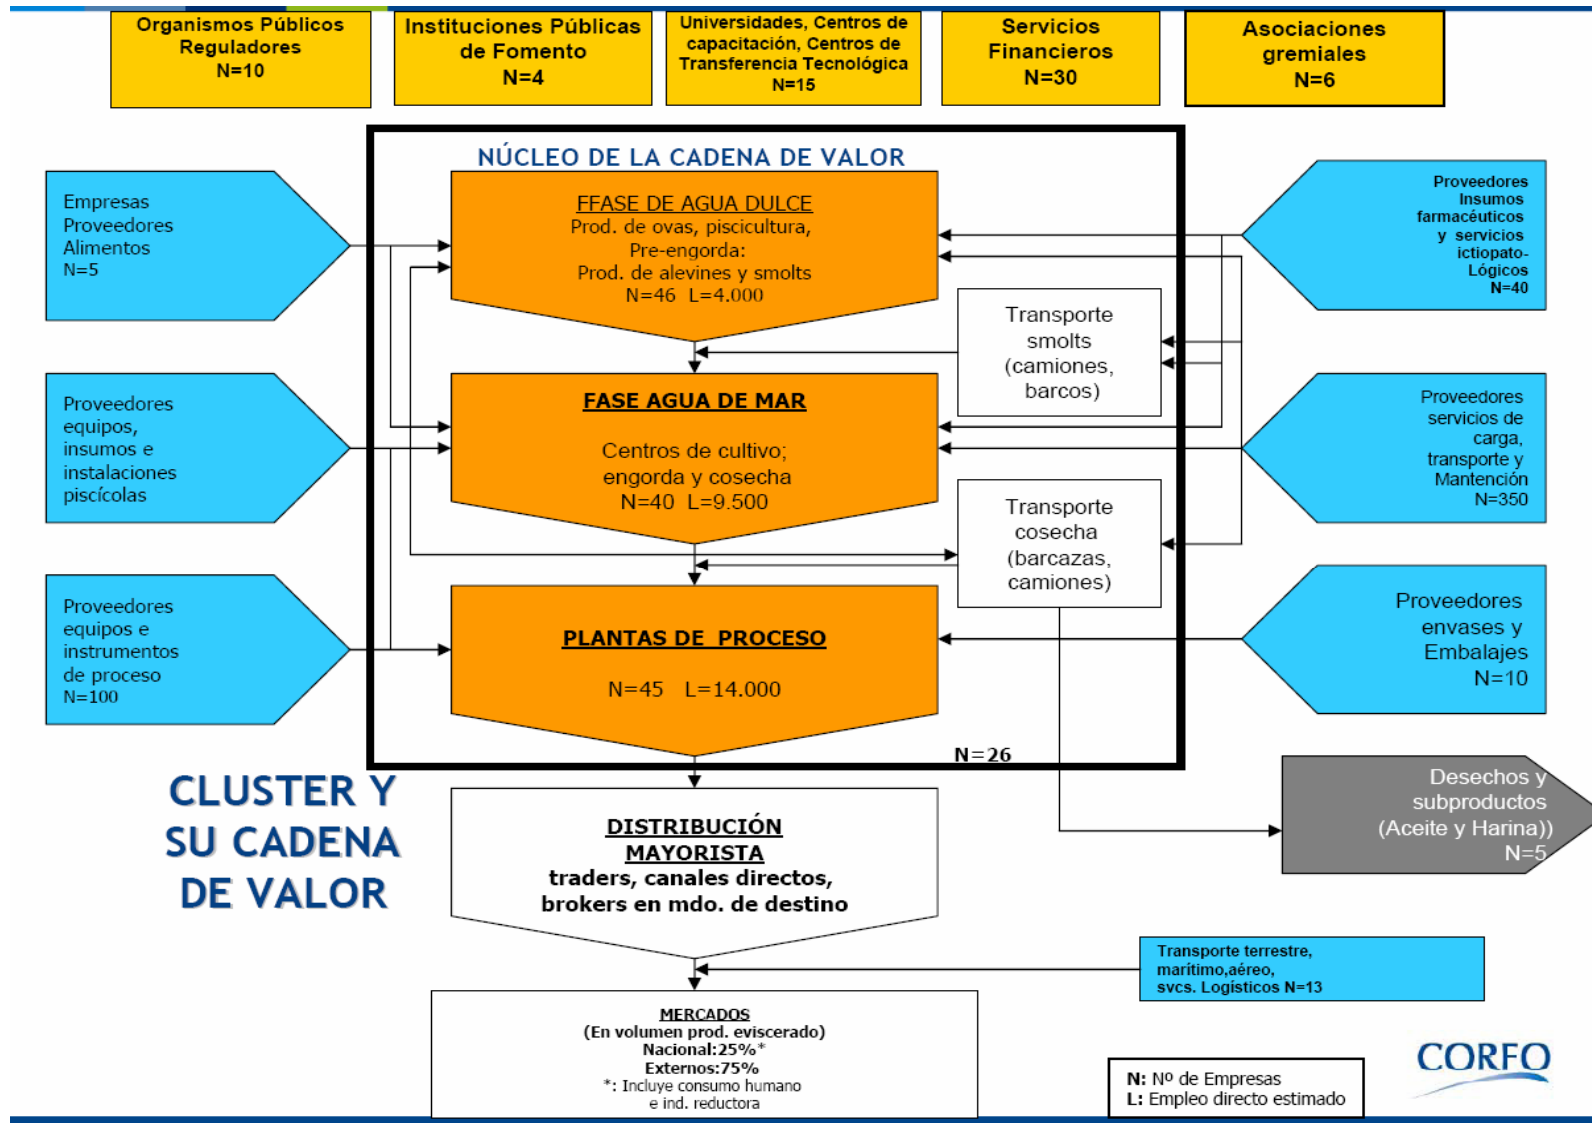 Organismos Públicos
Reguladores
N=10
Instituciones Públicas
de Fomento
N=4
Universidades, Centros de
capacitación, Centros de
Transferencia Tecnológica
N=15
Servicios
Financieros
N=30
Asociaciones
gremiales
N=6
NÚCLEO DE LA CADENA DE VALOR
Empresas
Proveedores
Alimentos
N=5
FFASE DE AGUA DULCE
Prod. de ovas, piscicultura,
Pre-engorda:
Prod. de alevines y smolts
N=46 L=4.000
Proveedores
Insumos
farmacéuticos
y servicios
ictiopato-
Lógicos
N=40
Transporte
smolts
(camiones,
barcos)
Proveedores
equipos,
insumos e
instalaciones
piscícolas
FASE AGUA DE MAR
Centros de cultivo;
engorda y cosecha
N=40 L=9.500
Proveedores
servicios de
carga,
transporte y
Mantención
N=350
Transporte
cosecha
(barcazas,
camiones)
Proveedores
equipos e
instrumentos
de proceso
N=100
PLANTAS DE PROCESO
N=45 L=14.000
Proveedores
envases y
Embalajes
N=10
N=26
CLUSTER Y
SU CADENA
DE VALOR
DISTRIBUCIÓN
MAYORISTA
traders, canales directos,
brokers en mdo. de destino
Desechos y
subproductos
(Aceite y Harina))
N=5
Transporte terrestre,
marítimo,aéreo,
svcs. Logísticos N=13
MERCADOS
(En volumen prod. eviscerado)
Nacional:25%*
Externos:75%
*: Incluye consumo humano
e ind. reductora
N: Nº de Empresas
L: Empleo directo estimado
CORFO